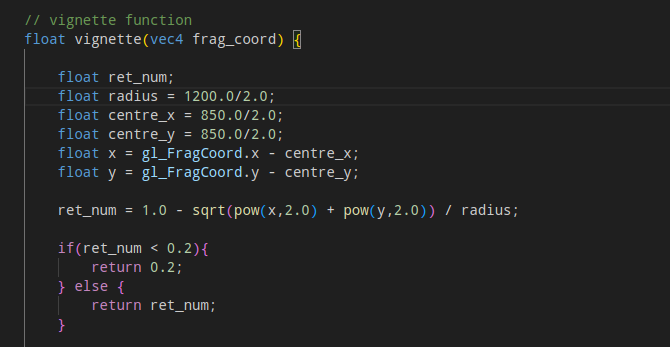 // vignette function
float vignette(vec4 frag_coord) {
float ret_num;
float radius = 1200.0/2.0;
float centre_x = 850.0/2.0;
float centre_y = 850.0/2.0;
float x = gl_FragCoord.x - centre_x;
float y = gl_FragCoord.y - centre_y;
ret_num = 1.0 - sqrt(pow(x,2.0) + pow(y,2.0)) / radius;
if(ret_num < 0.2){
return 0.2;
} else {
return ret_num;
}